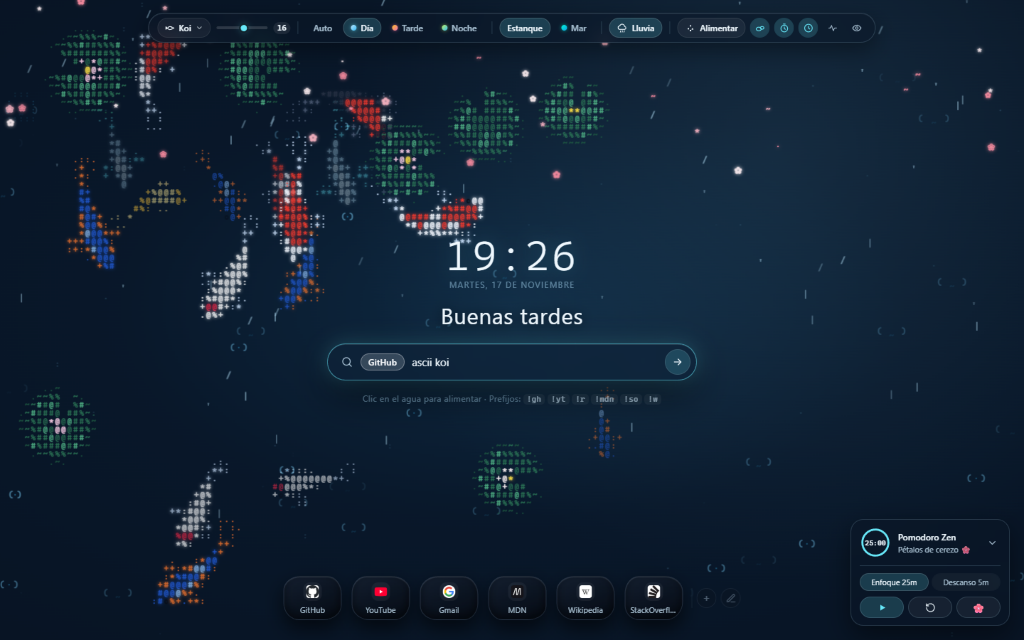 Koi 16 Auto Día Tarde Noche Estanque Mar Lluvia Alimentar
19:26
MARTES, 17 DE NOVIEMBRE
Buenas tardes
GitHub ascii koi
Clic en el agua para alimentar · Prefijos: !gh !yt !r !mdn !so !w
25:00 Pomodoro Zen
Pétalos de cerezo
Enfoque 25m Descanso 5m
GitHub YouTube Gmail MDN Wikipedia StackOverfl...